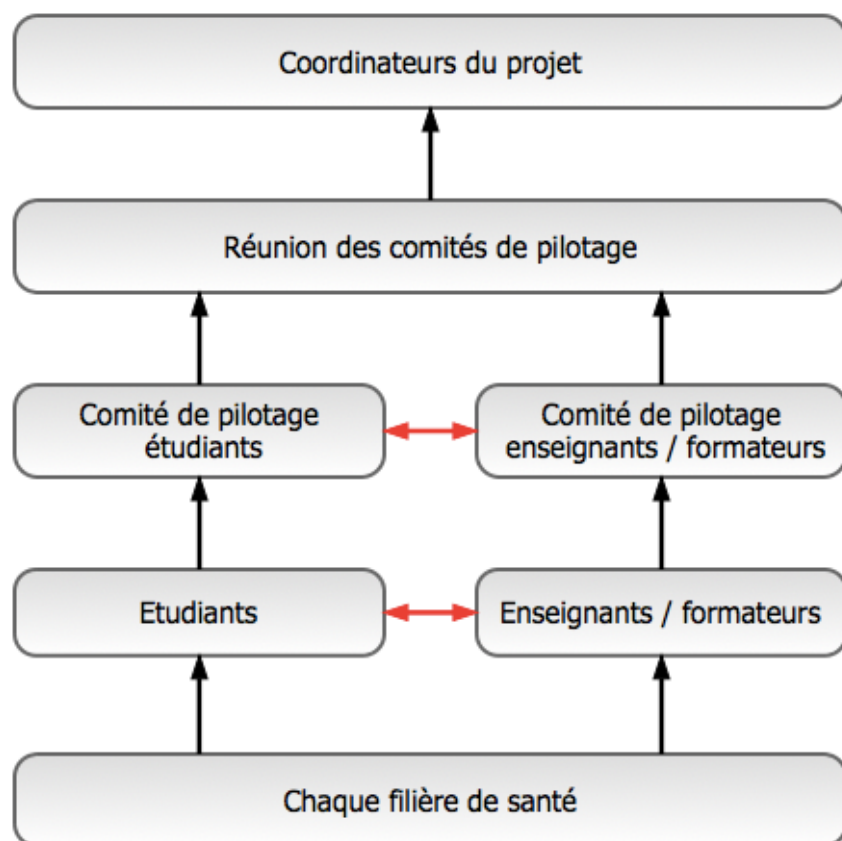 Coordinateurs du projet
Réunion des comités de pilotage
Comité de pilotage
étudiants
Comité de pilotage
enseignants / formateurs
Etudiants
Enseignants / formateurs
Chaque filière de santé